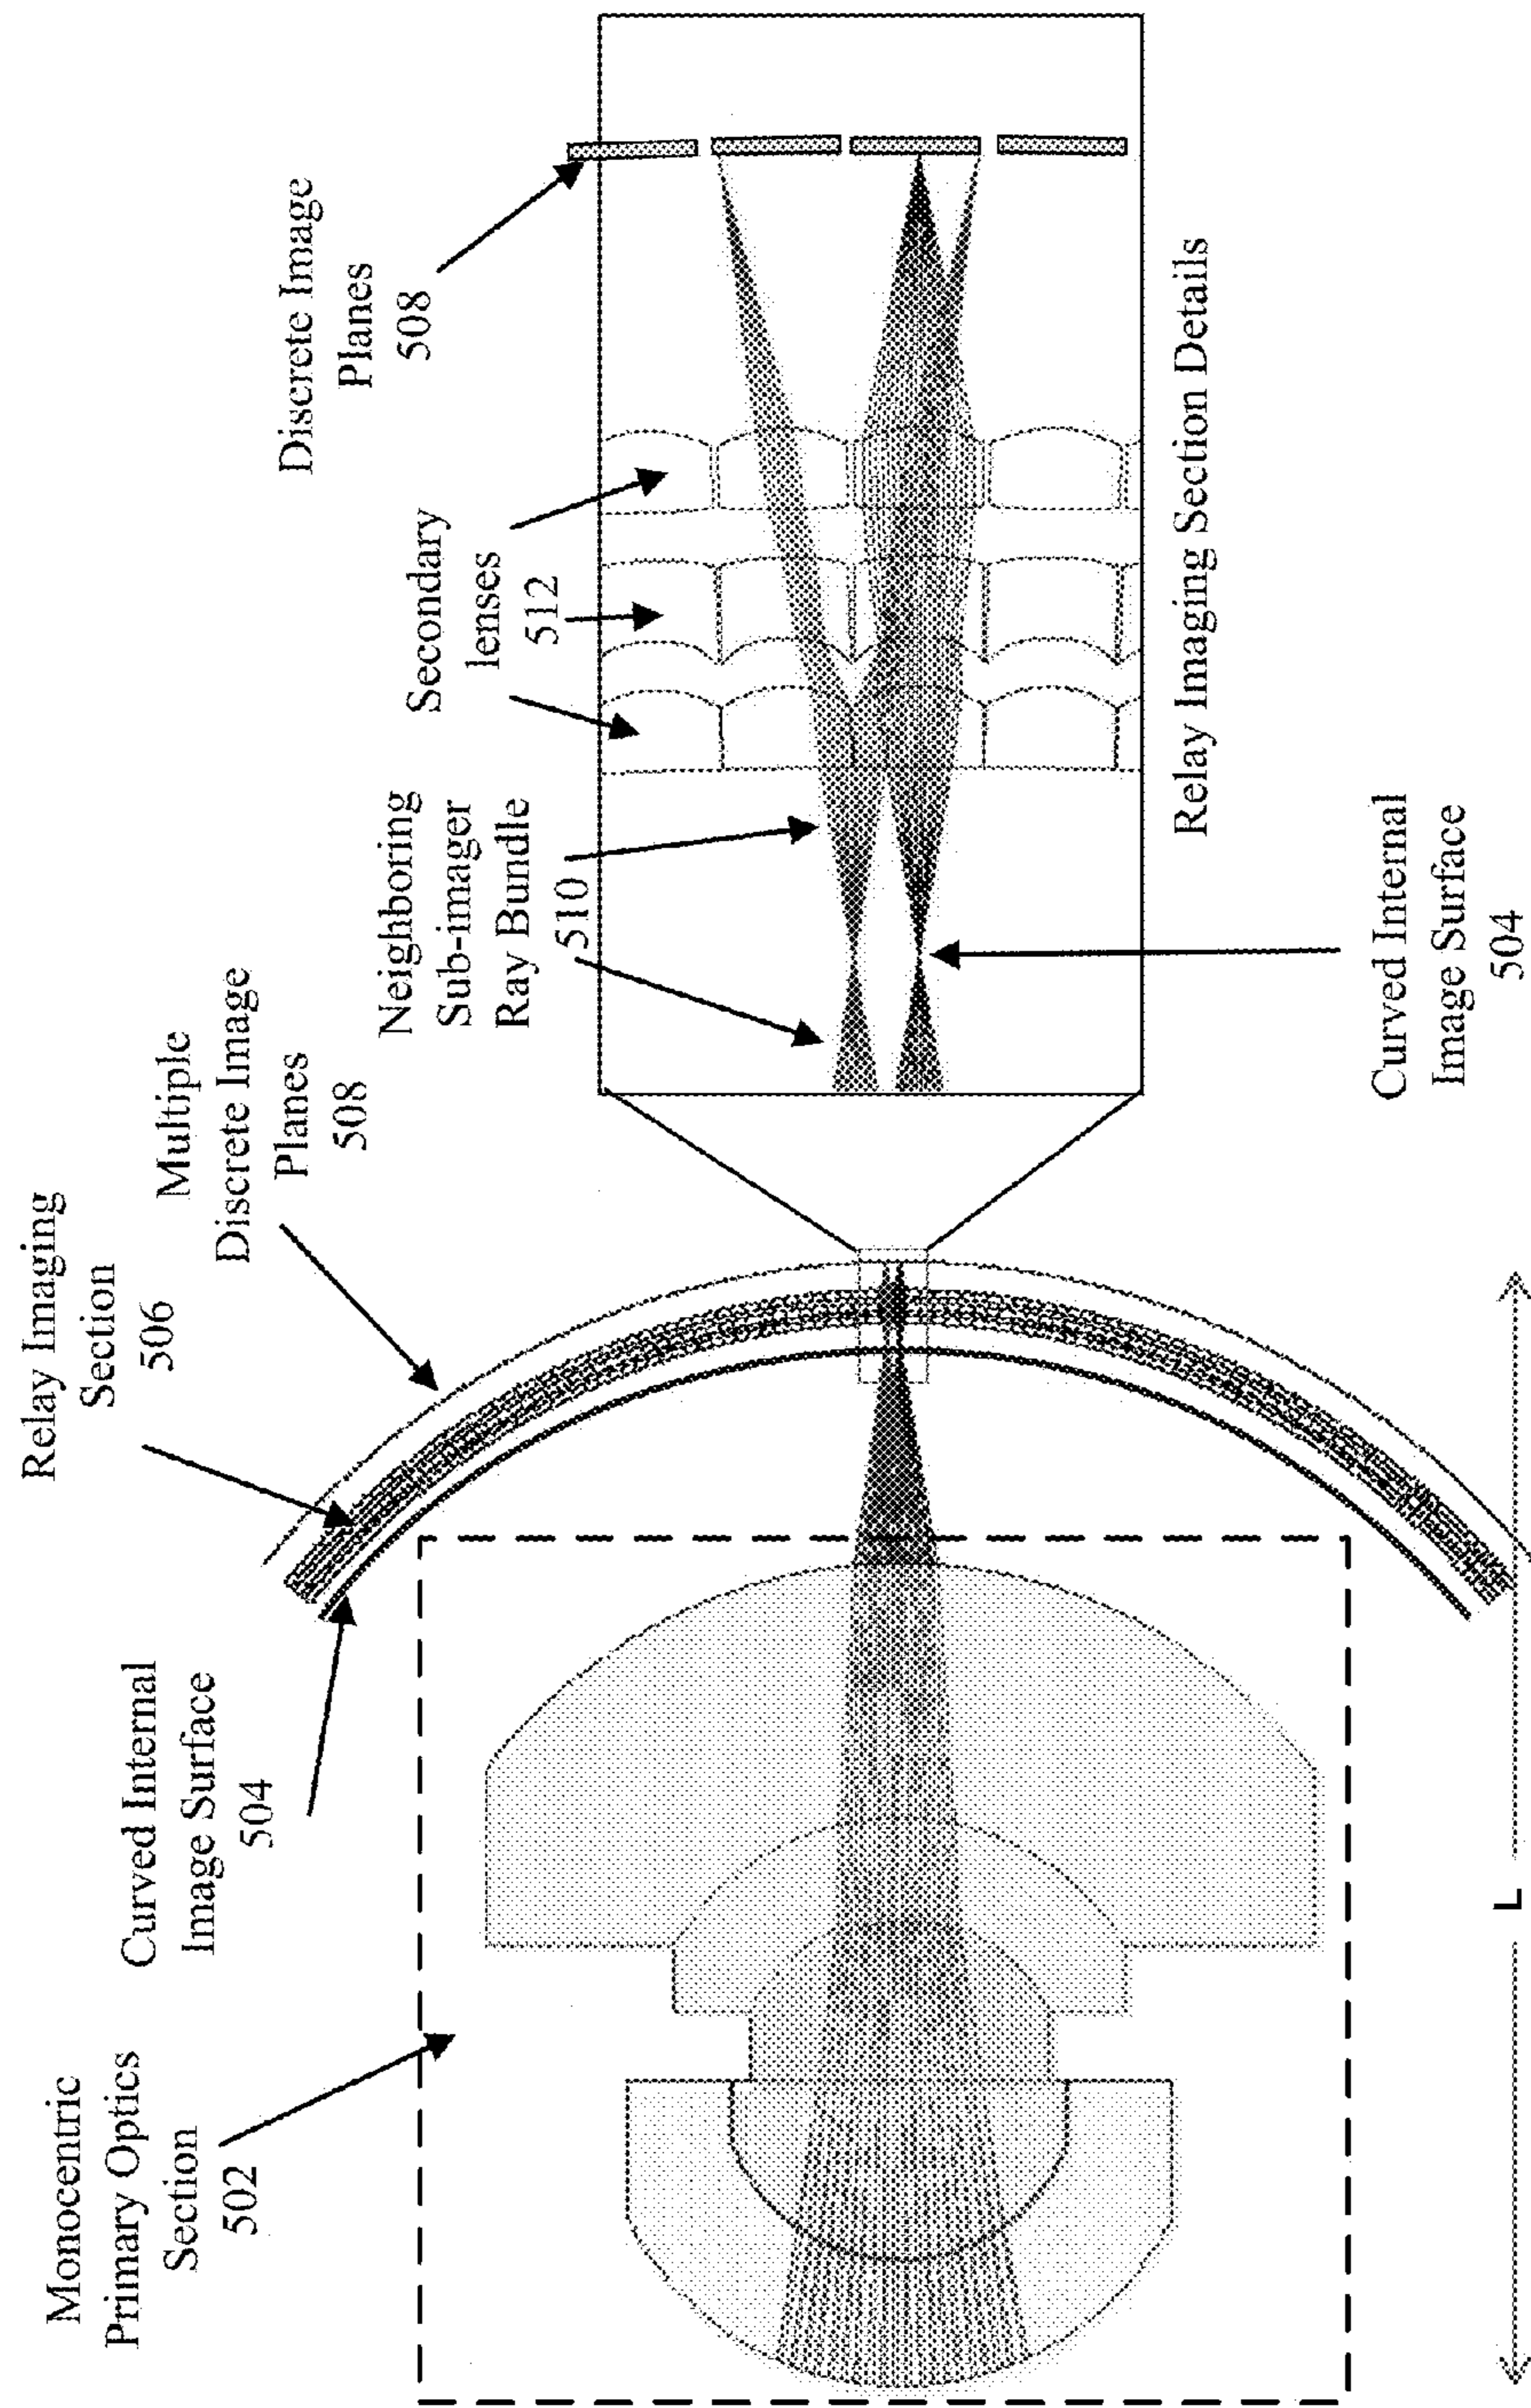 Monocentric
Primary Optics
Section
502
Curved Internal
Image Surface
504
Relay Imaging
Section
506
Multiple
Discrete Image
Planes
508
Neighboring
Sub-imager
Ray Bundle
510
Secondary
lenses
512
Discrete Image
Planes
508
Relay Imaging Section Details
Curved Internal
Image Surface
504
L